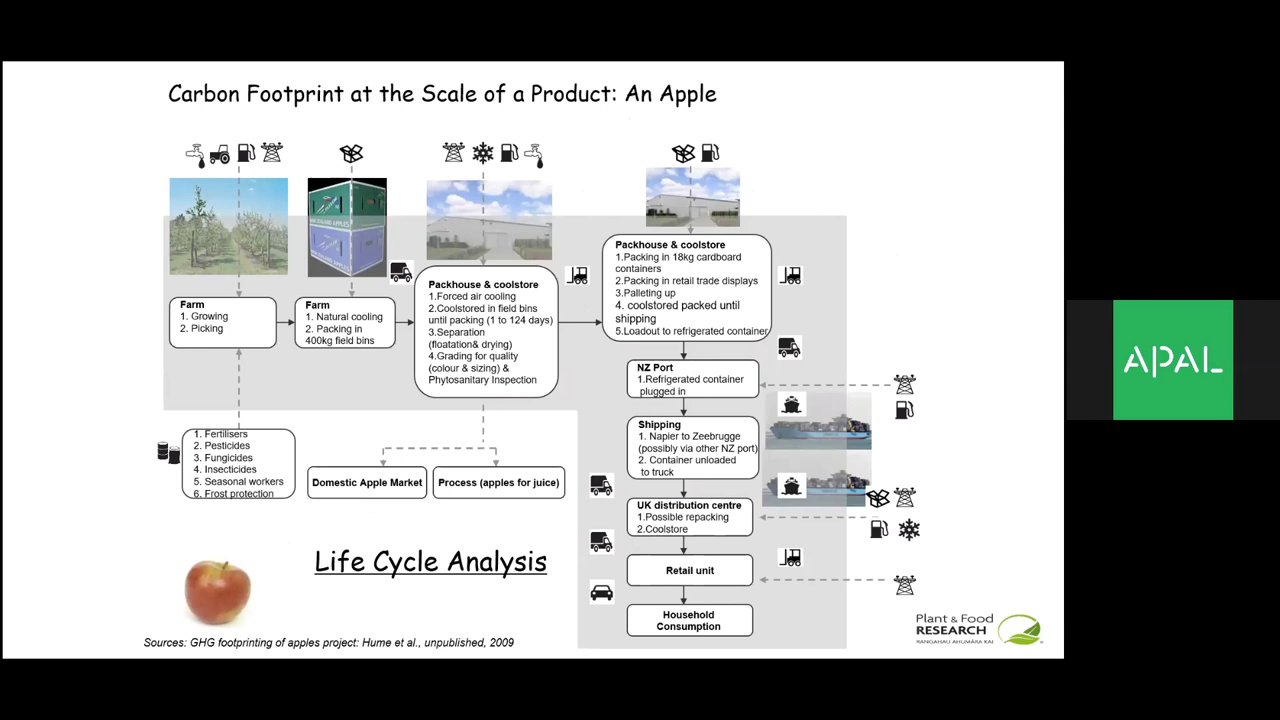 Carbon Footprint at the Scale of a Product: An Apple
Farm
1. Growing
2. Picking
Farm
1. Natural cooling
2. Packing in
400kg field bins
Packhouse & coolstore
1.Forced air cooling
2.Coolstored in field bins
until packing (1 to 124 days)
3.Separation
(floatation& drying)
4.Grading for quality
(colour & sizing) &
Phytosanitary Inspection
Packhouse & coolstore
1.Packing in 18kg cardboard
containers
2.Packing in retail trade displays
3.Palleting up
4. coolstored packed until
shipping
5.Loadout to refrigerated container
NZ Port
1.Refrigerated container
plugged in
Shipping
1. Napier to Zeebrugge
(possibly via other NZ port)
2. Container unloaded
to truck
UK distribution centre
1.Possible repacking
2.Coolstore
Retail unit
Household
Consumption
1. Fertilisers
2. Pesticides
3. Fungicides
4. Insecticides
5. Seasonal workers
6. Frost protection
Domestic Apple Market
Process (apples for juice)
Life Cycle Analysis
Sources: GHG footprinting of apples project: Hume et al., unpublished, 2009
Plant & Food
RESEARCH
RANGAHAU AHUMĀRA KAI
APAL